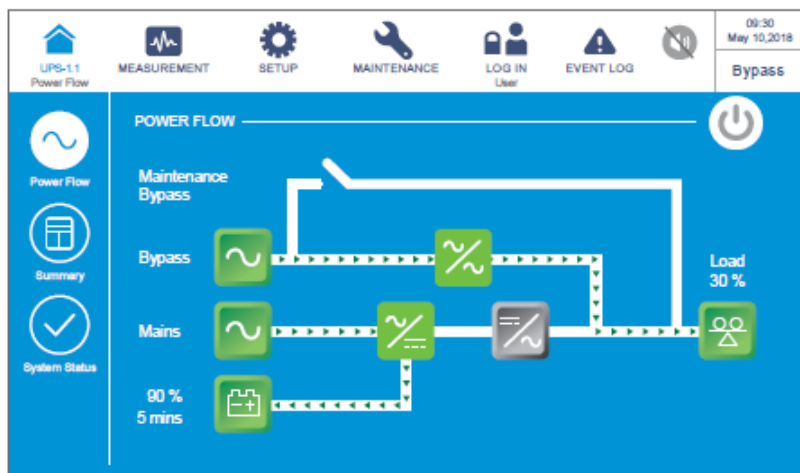 09:30
May 10,2018
Bypass
UPS-1.1
Power Flow
MEASUREMENT
SETUP
MAINTENANCE
LOG IN
User
EVENT LOG
POWER FLOW
Power Flow
Summary
System Status
Maintenance
Bypass
Bypass
Load
30 %
Mains
90 %
5 mins